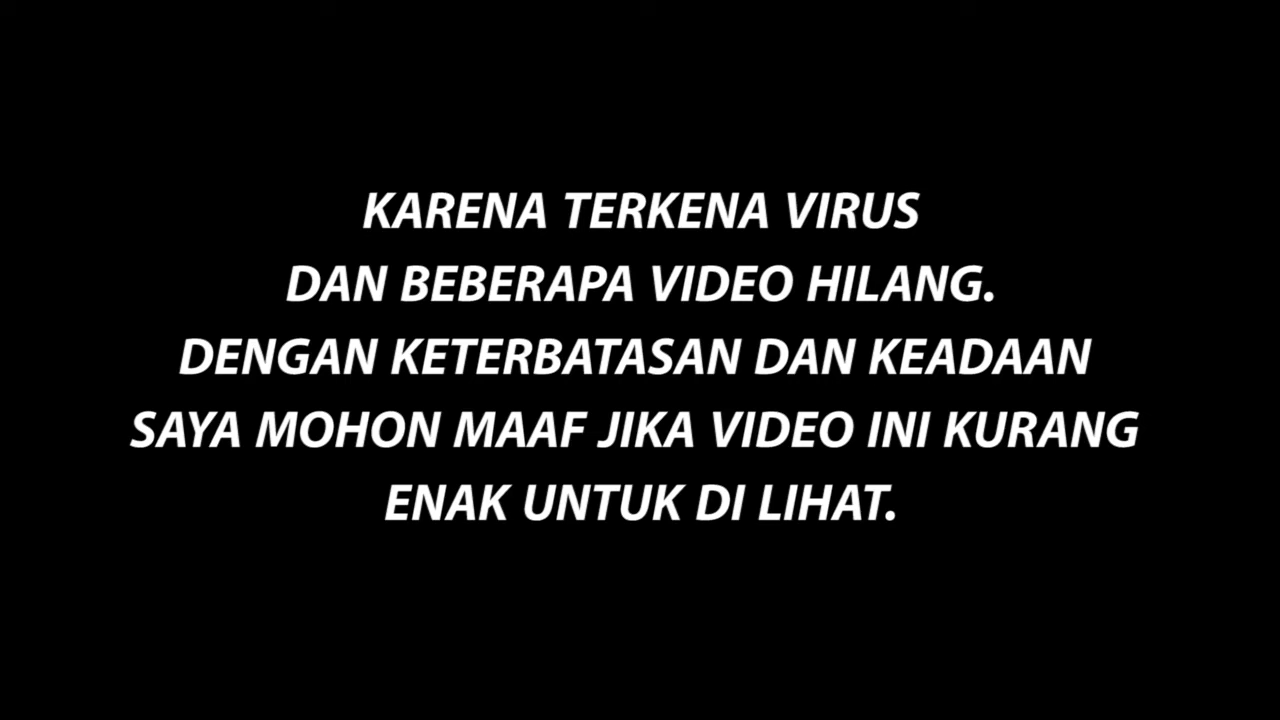 KARENA TERKENA VIRUS
DAN BEBERAPA VIDEO HILANG.
DENGAN KETERBATASAN DAN KEADAAN
SAYA MOHON MAAF JIKA VIDEO INI KURANG
ENAK UNTUK DI LIHAT.